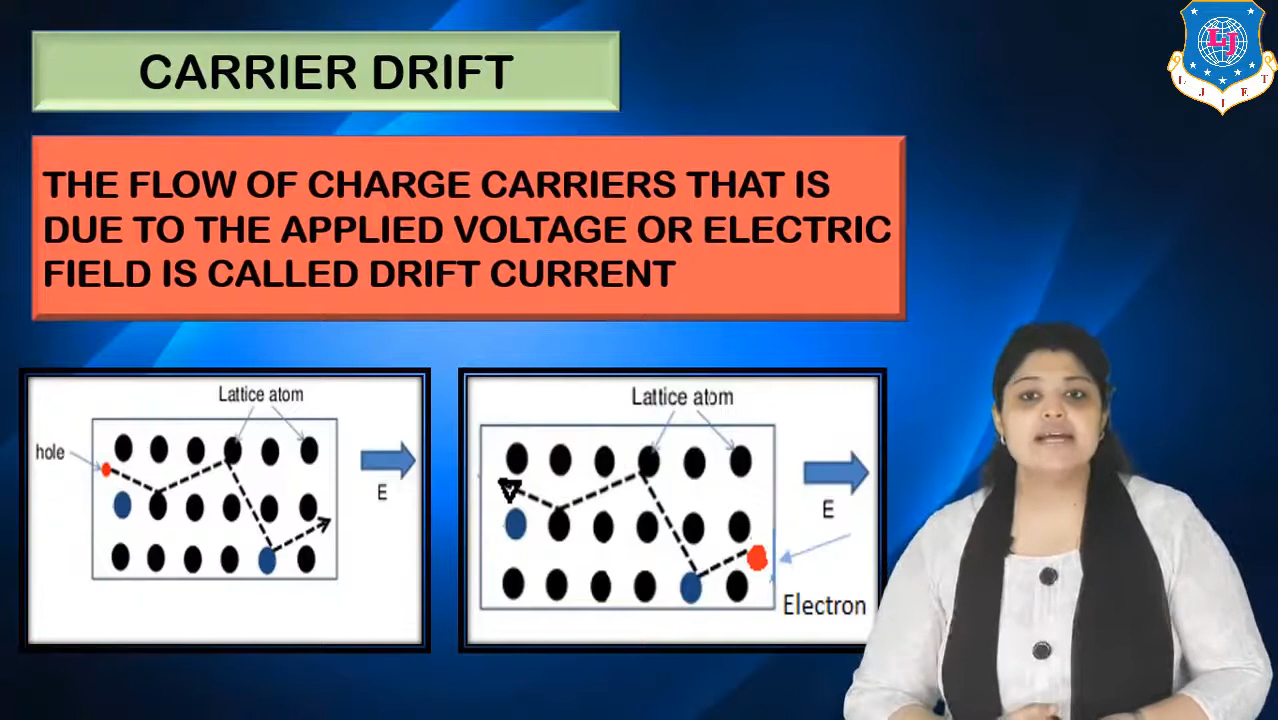 CARRIER DRIFT
LJ
L J I E T
THE FLOW OF CHARGE CARRIERS THAT IS
DUE TO THE APPLIED VOLTAGE OR ELECTRIC
FIELD IS CALLED DRIFT CURRENT
Lattice atom
hole
E
Lattice atom
E
Electron